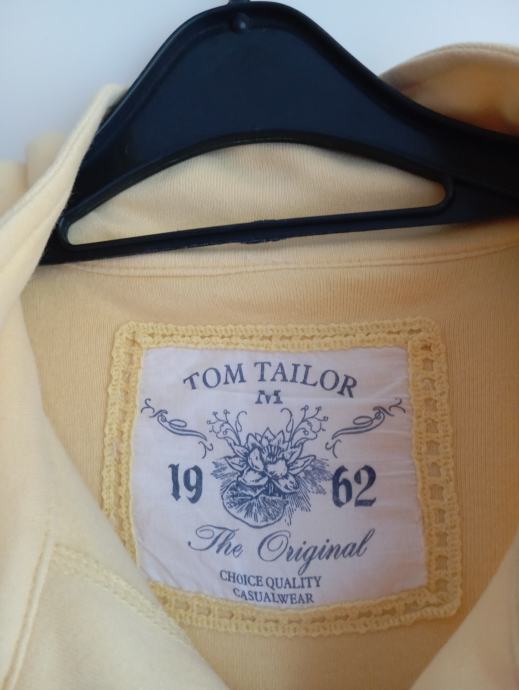 TOM TAILOR
M
19 62
The Original
CHOICE QUALITY
CASUALWEAR